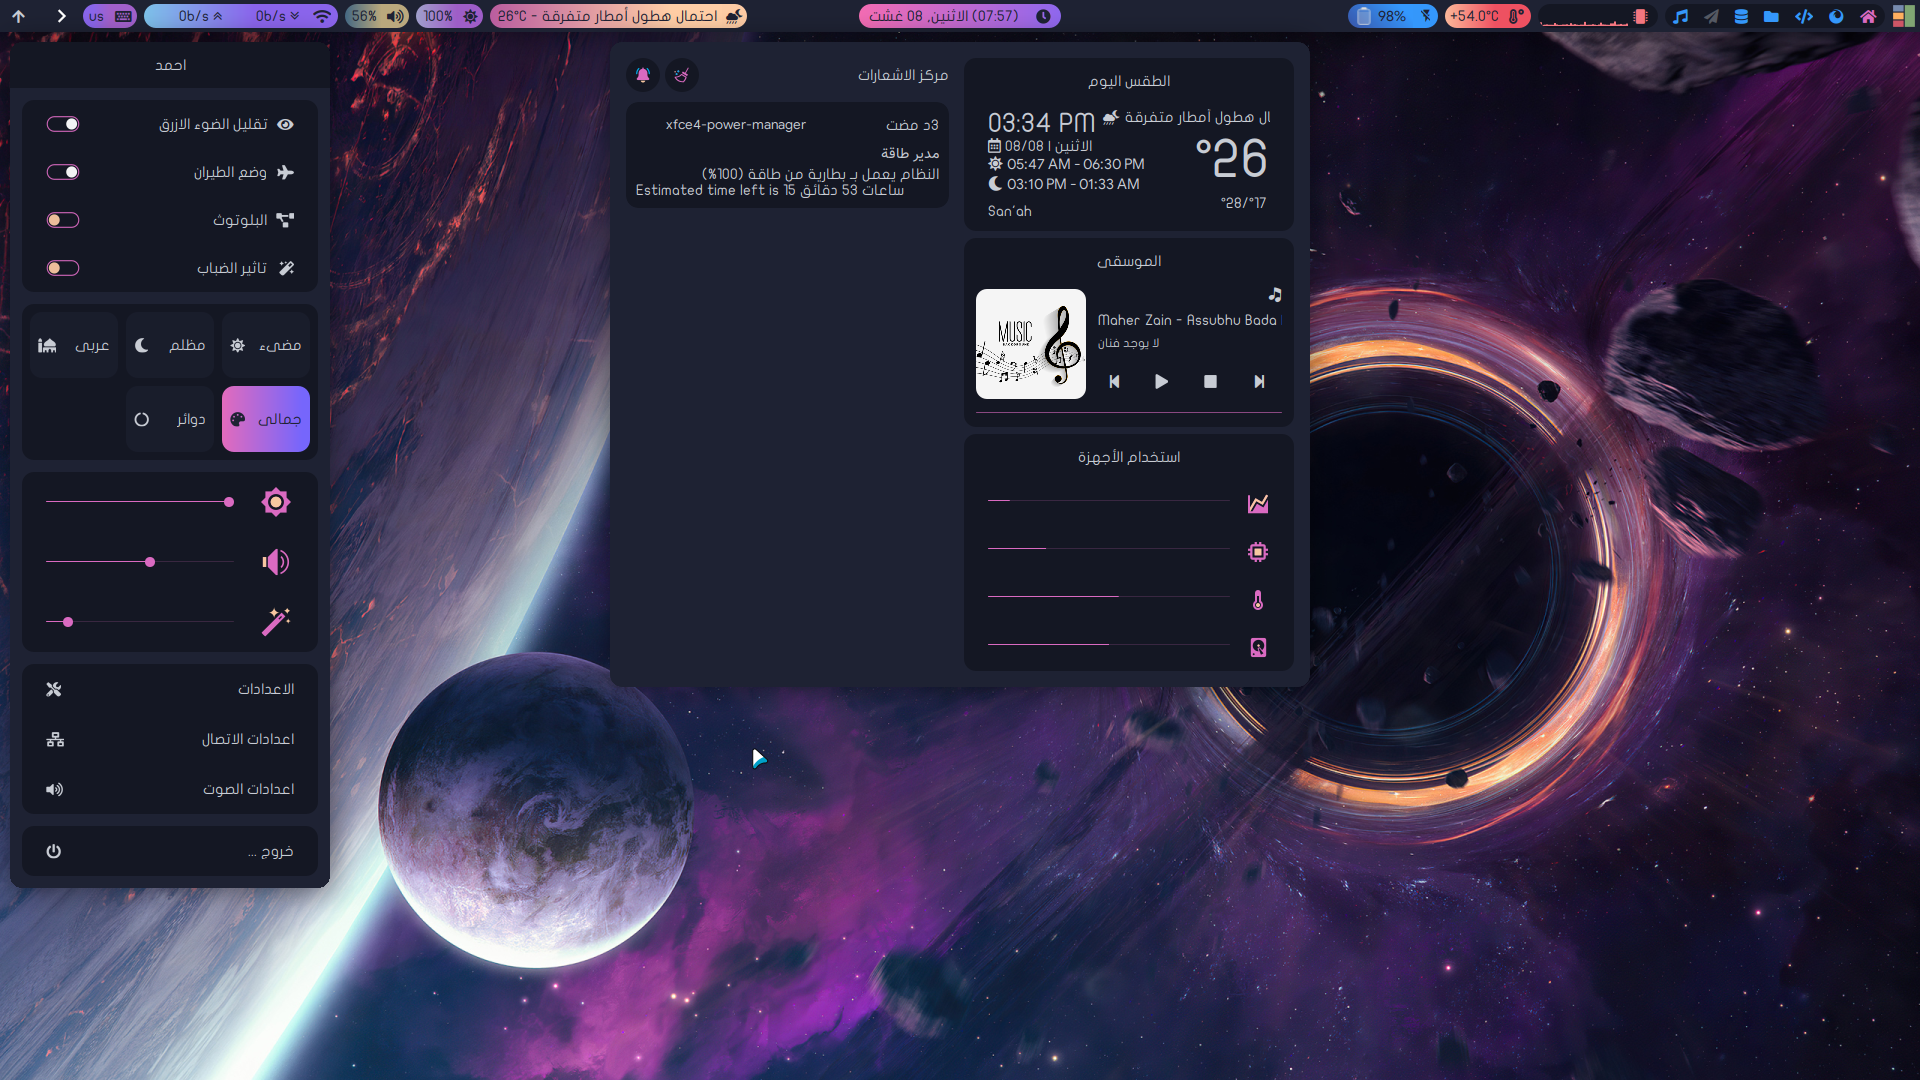 us
0b/s 0b/s
56%
100%
احتمال هطول أمطار متفرقة - 26°C
(07:57) الاثنين, 08 غشت
98%
+54.0°C
احمد
تقليل الضوء الازرق
وضع الطيران
البلوتوث
تاثير الضباب
مضيء
مظلم
عربي
جمالي
دوائر
الاعدادات
اعدادات الاتصال
اعدادات الصوت
خروج ...
مركز الاشعارات
3د مضت
xfce4-power-manager
مدير طاقة
النظام يعمل بـ بطارية من طاقة (100%)
Estimated time left is 15 ساعات 53 دقائق
الطقس اليوم
ال هطول أمطار متفرقة
03:34 PM
الاثنين | 08/08
05:47 AM - 06:30 PM
03:10 PM - 01:33 AM
San'ah
°26
°28/°17
الموسيقى
MUSIC
Maher Zain - Assubhu Bada
لا يوجد فنان
استخدام الأجهزة